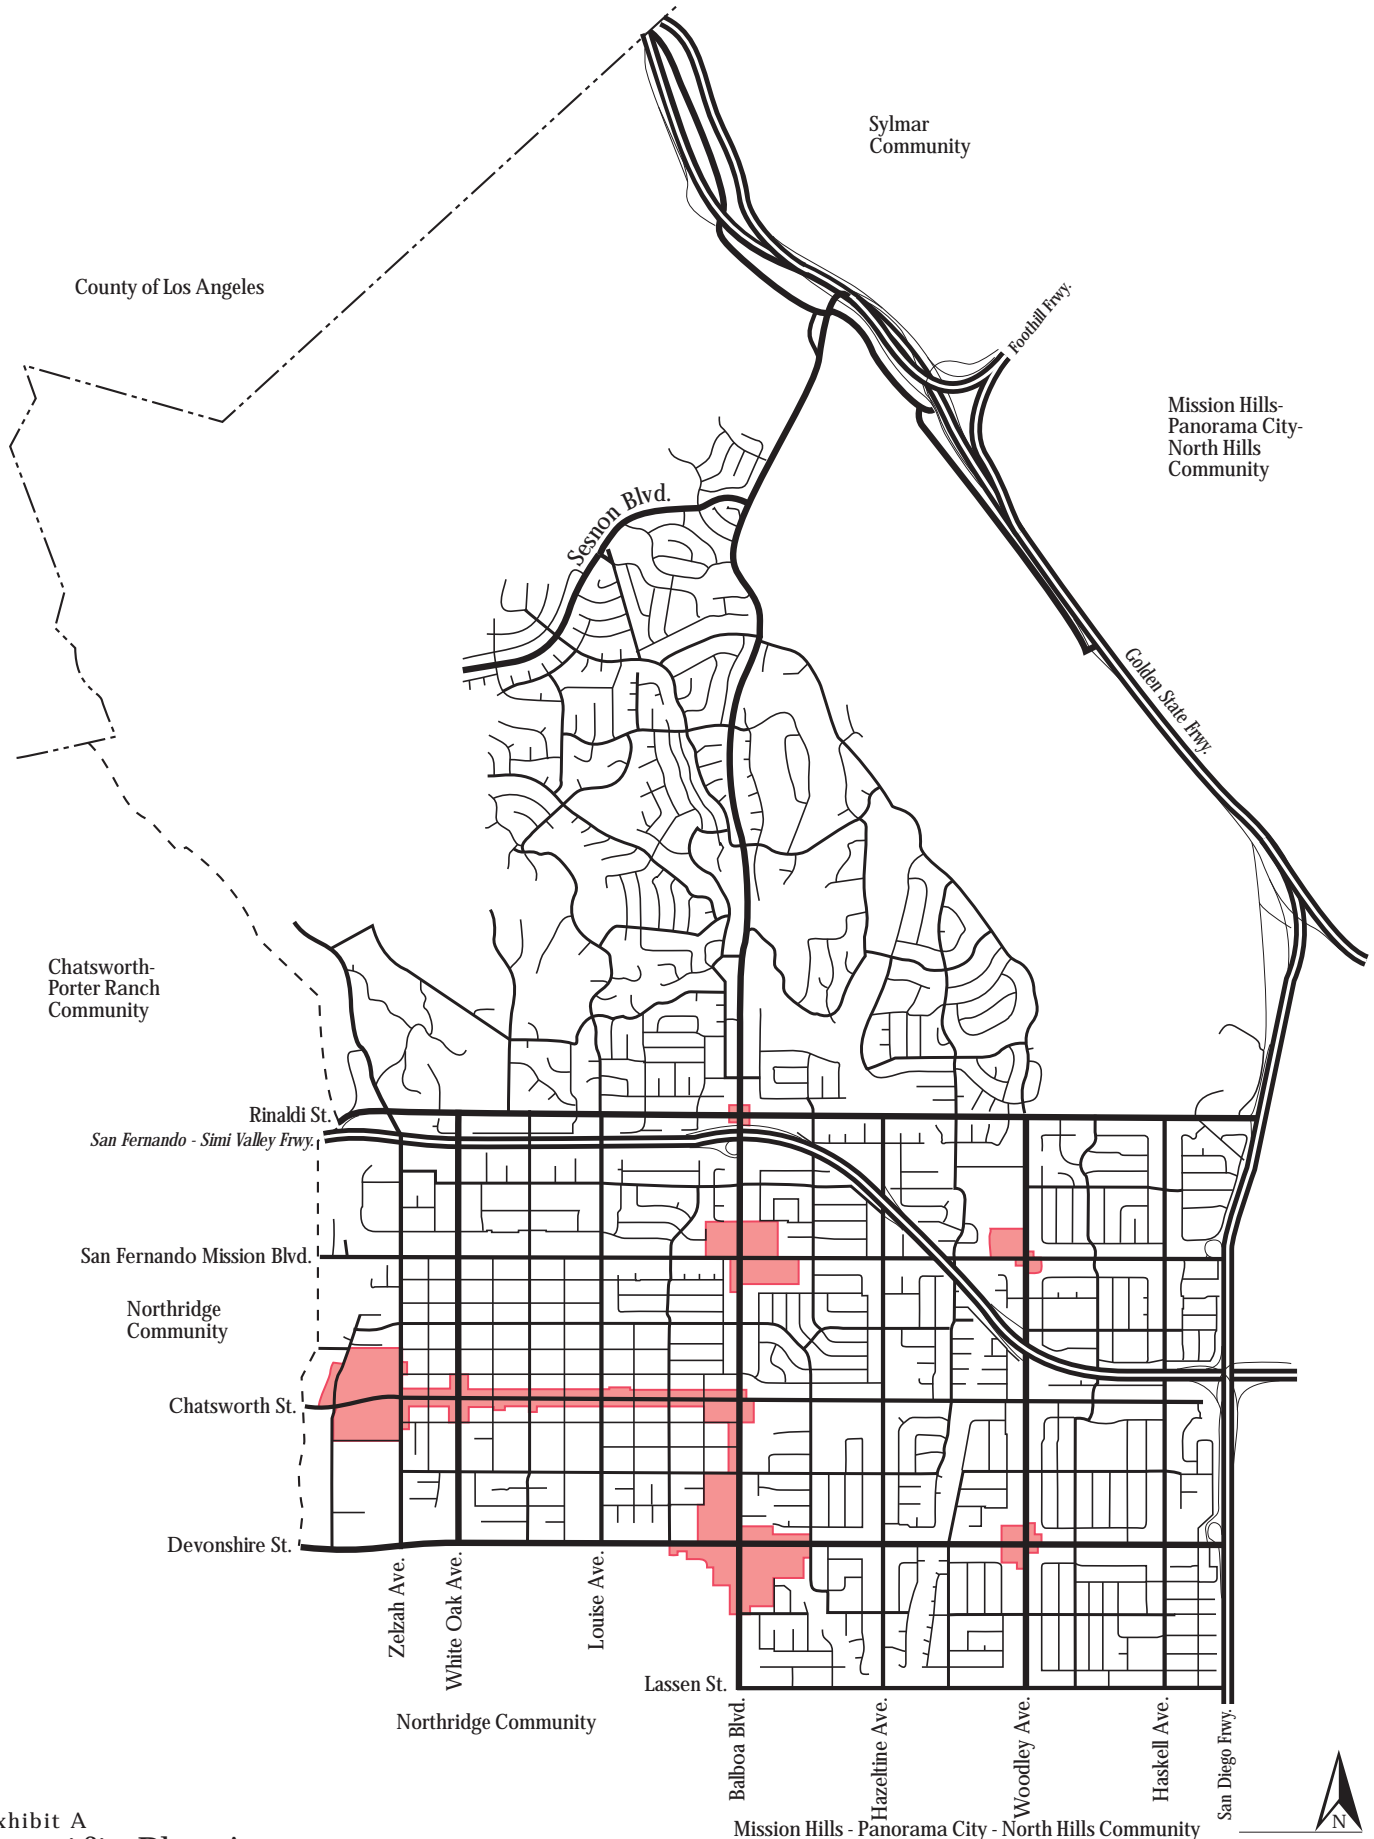 Sylmar
Community
County of Los Angeles
Foothill Frwy.
Mission Hills-
Panorama City-
North Hills
Community
Sesnon Blvd.
Golden State Frwy.
Chatsworth-
Porter Ranch
Community
Rinaldi St.
San Fernando - Simi Valley Frwy.
San Fernando Mission Blvd.
Northridge
Community
Chatsworth St.
Devonshire St.
Zelzah Ave.
White Oak Ave.
Louise Ave.
Lassen St.
Northridge Community
Balboa Blvd.
Hazeltine Ave.
Woodley Ave.
Haskell Ave.
San Diego Frwy.
N
xhibit A
Mission Hills - Panorama City - North Hills Community